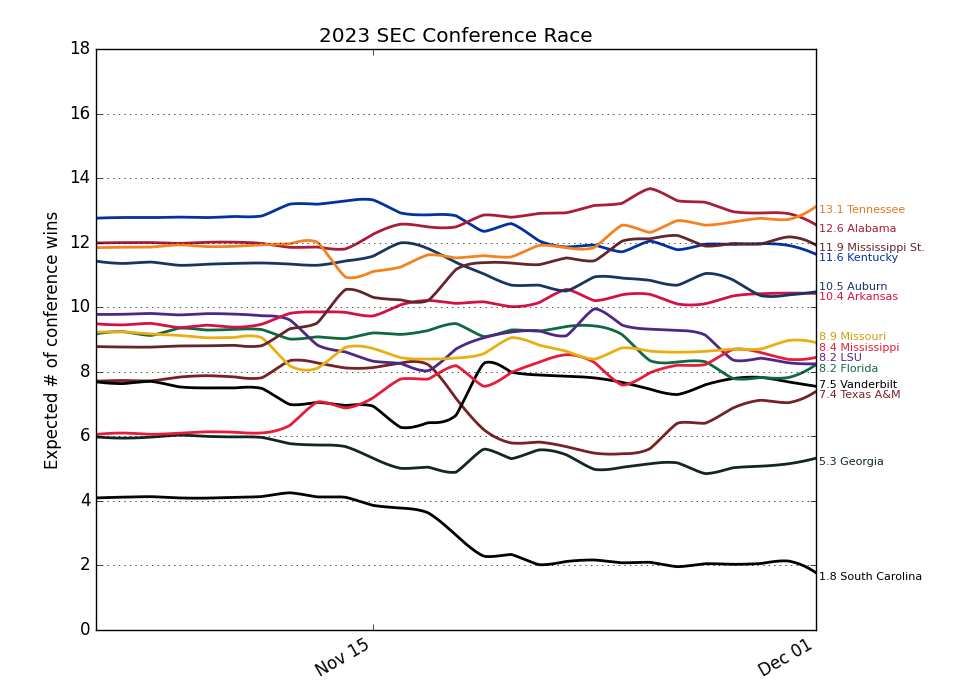 2023 SEC Conference Race
Expected # of conference wins
18
16
14
12
10
8
6
4
2
0
13.1 Tennessee
12.6 Alabama
11.9 Mississippi St.
11.6 Kentucky
10.5 Auburn
10.4 Arkansas
8.9 Missouri
8.4 Mississippi
8.2 LSU
8.2 Florida
7.5 Vanderbilt
7.4 Texas A&M
5.3 Georgia
1.8 South Carolina
Nov 15
Dec 01